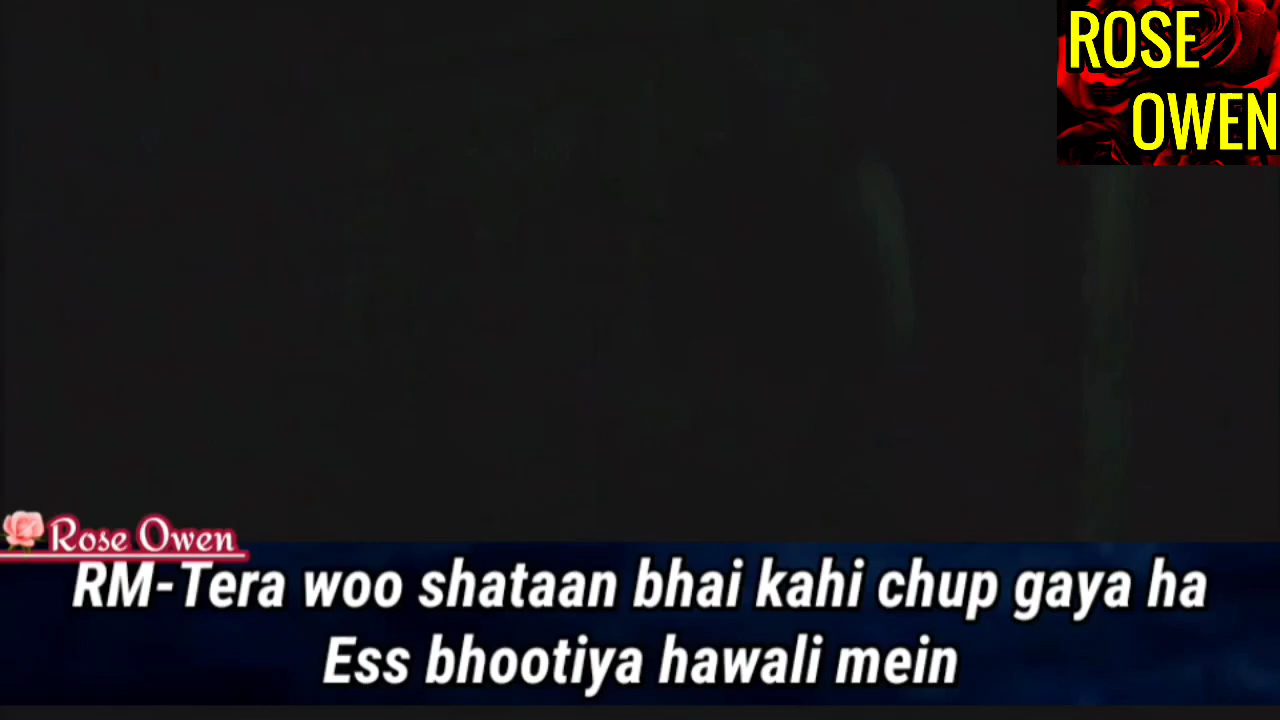 ROSE
OWEN
Rose Owen
RM-Tera woo shataan bhai kahi chup gaya ha
Ess bhootiya hawali mein